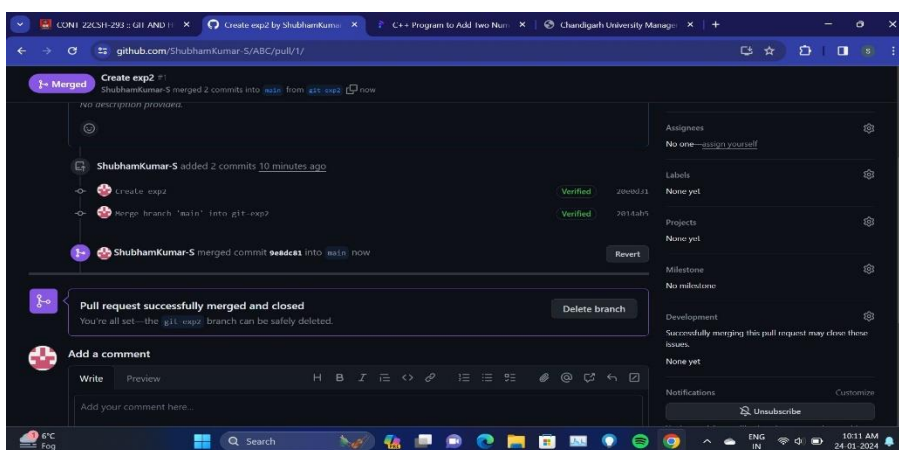 CONT 22CSH-293 :: GIT AND H
Create exp2 by ShubhamKumar
C++ Program to Add Two Num
Chandigarh University Manage
github.com/ShubhamKumar-S/ABC/pull/1/
Merged
Create exp2 #1
ShubhamKumar-S merged 2 commits into main from git-exp2 now
No description provided.
ShubhamKumar-S added 2 commits 10 minutes ago
Create exp2 Verified 20e0d31
Merge branch 'main' into git-exp2 Verified 2014ab5
ShubhamKumar-S merged commit 9e8dc81 into main now
Revert
Pull request successfully merged and closed
You're all set—the git-exp2 branch can be safely deleted.
Delete branch
Add a comment
Write Preview
H B I
Add your comment here...
Assignees
No one—assign yourself
Labels
None yet
Projects
None yet
Milestone
No milestone
Development
Successfully merging this pull request may close these
issues.
None yet
Notifications Customize
Unsubscribe
6°C
Fog
Search
ENG
IN
10:11 AM
24-01-2024